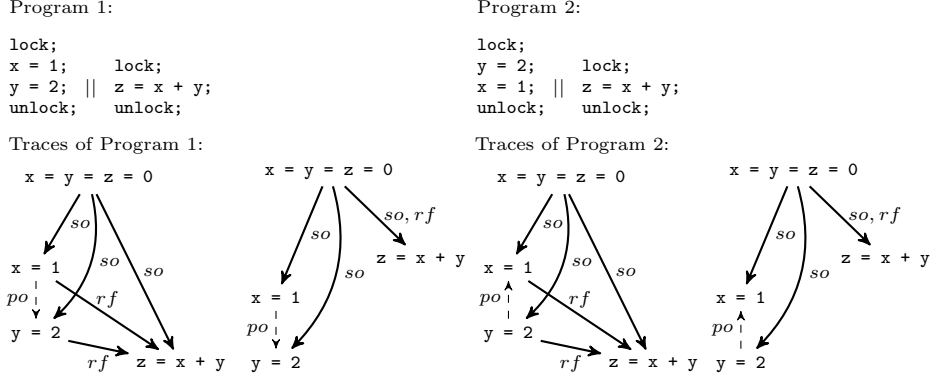 Program 1:
lock;
x = 1; lock;
y = 2; || z = x + y;
unlock; unlock;
Traces of Program 1:
x = y = z = 0
so
so
so
x = 1
po
rf
y = 2
rf
z = x + y
x = y = z = 0
so, rf
so
z = x + y
so
x = 1
po
y = 2
Program 2:
lock;
y = 2; lock;
x = 1; || z = x + y;
unlock; unlock;
Traces of Program 2:
x = y = z = 0
so
so
so
x = 1
po
rf
y = 2
rf
z = x + y
x = y = z = 0
so, rf
so
z = x + y
so
x = 1
po
y = 2